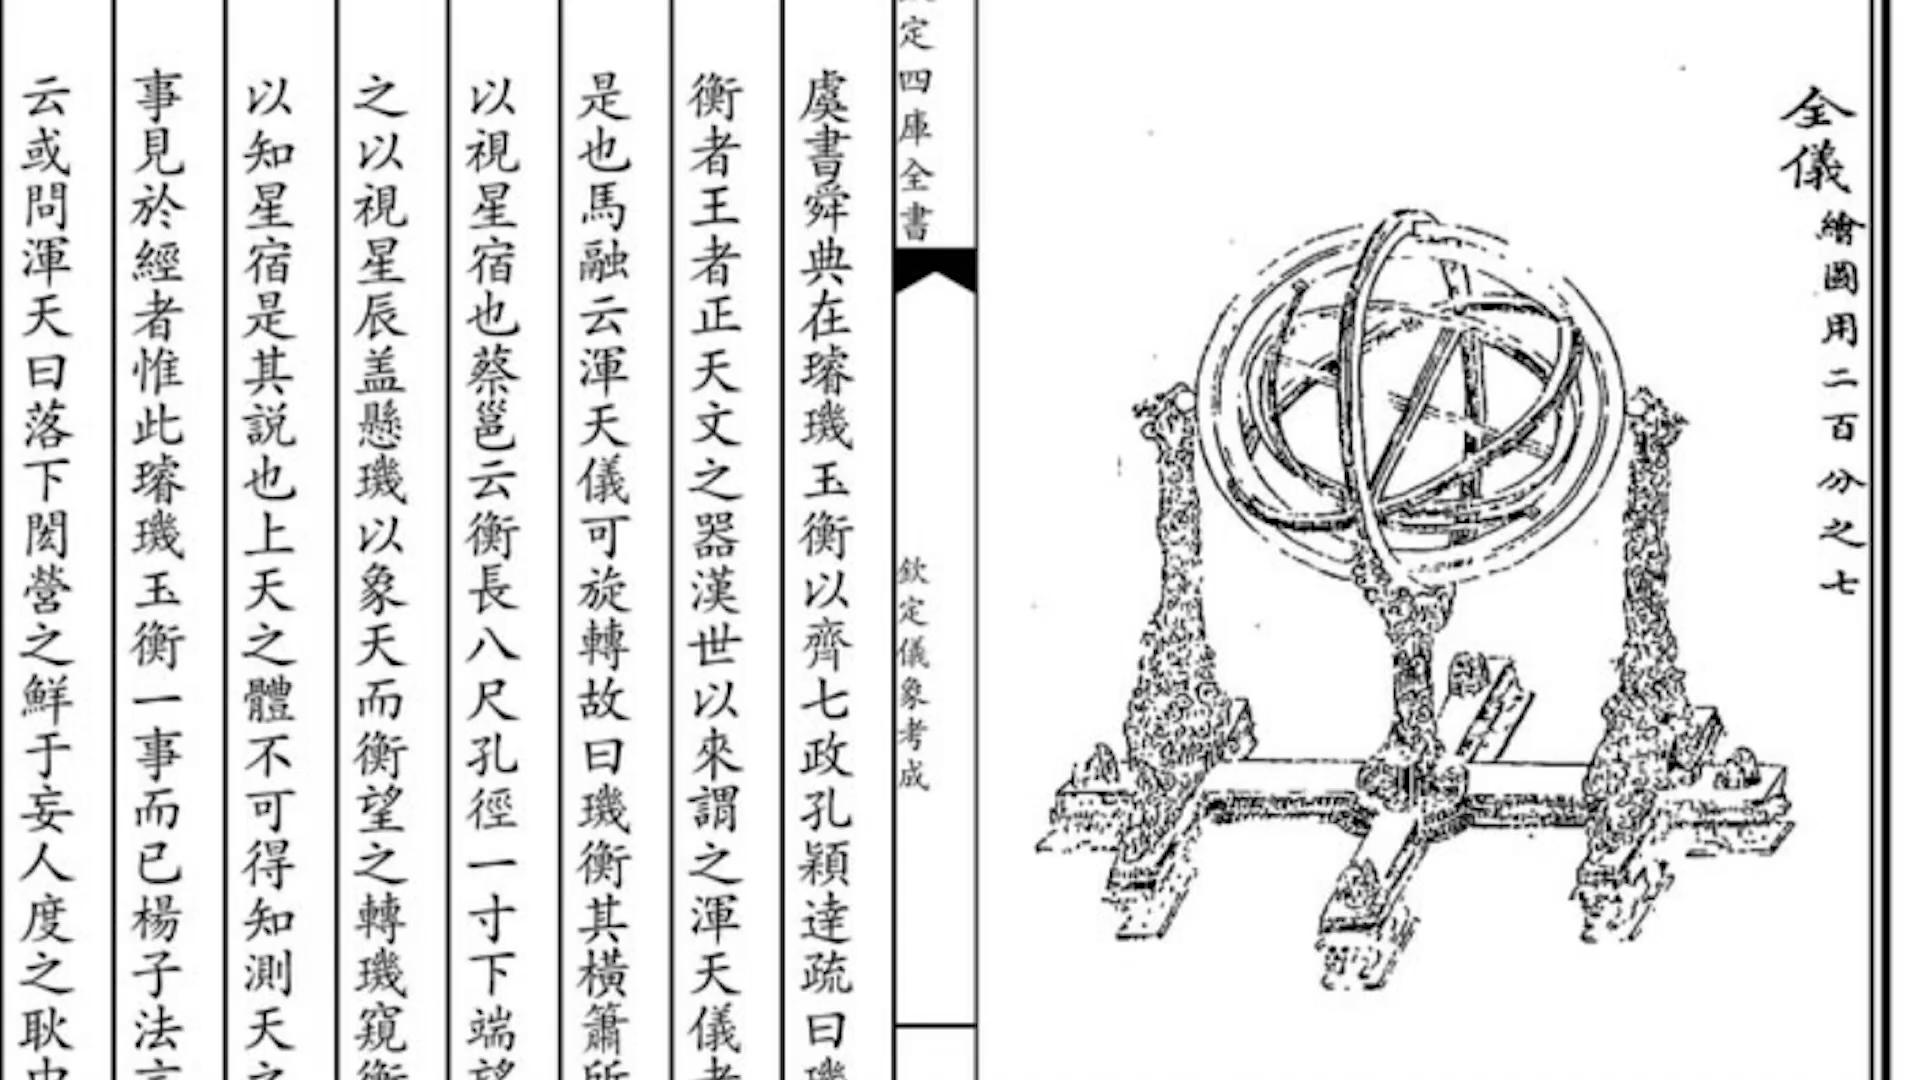 全儀繪圖用二百分之七
定四庫全書
欽定儀象考成
虞書舜典在璿璣玉衡以齊七政孔穎達疏曰璣
衡者王者正天文之器漢世以來謂之渾天儀者
是也馬融云渾天儀可旋轉故曰璣衡其橫簫所
以視星宿也蔡邕云衡長八尺孔徑一寸下端望
之以視星辰盖懸璣以象天而衡望之轉璣窺衡
以知星宿是其説也上天之體不可得知測天之
事見於經者惟此璿璣玉衡一事而已楊子法言
云或問渾天曰落下閎營之鮮于妄人度之耿中